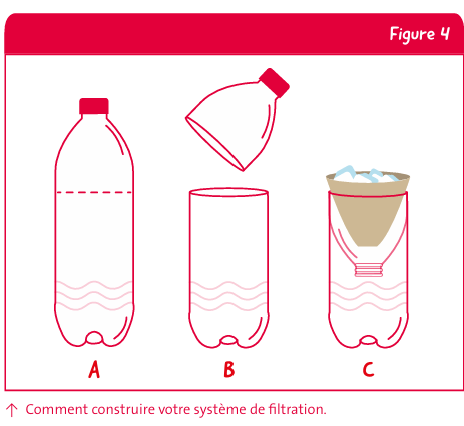 Figure 4
A B C
↑ Comment construire votre système de filtration.